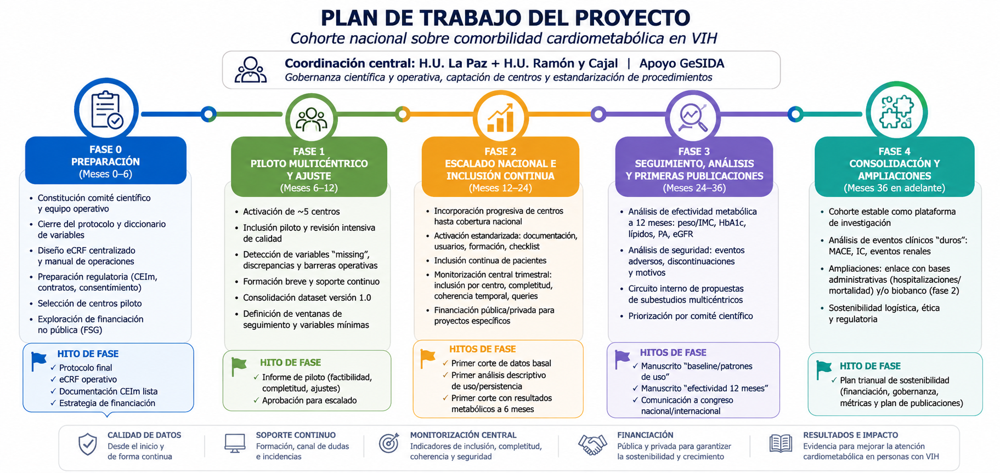 PLAN DE TRABAJO DEL PROYECTO
Cohorte nacional sobre comorbilidad cardiometabólica en VIH
Coordinación central: H.U. La Paz + H.U. Ramón y Cajal | Apoyo GeSIDA
Gobernanza científica y operativa, captación de centros y estandarización de procedimientos
FASE 0
PREPARACIÓN
(Meses 0–6)
• Constitución comité científico
y equipo operativo
• Cierre del protocolo y diccionario
de variables
• Diseño eCRF centralizado
y manual de operaciones
• Preparación regulatoria (CEIm,
contratos, consentímiento)
• Selección de centros piloto
• Exploración de financiación
no pública (FSG)
HITO DE FASE
✓ Protocolo final
✓ eCRF operativo
✓ Documentación CEIm lista
✓ Estrategia de financiación
FASE 1
PILOTO MULTICÉNTRICO
Y AJUSTE
(Meses 6–12)
• Activación de ~5 centros
• Inclusión piloto y revisión intensiva
de calidad
• Detección de variables “missing”,
discrepancias y barreras operativas
• Formación breve y soporte continuo
• Consolidación dataset versión 1.0
• Definición de ventanas de
seguimiento y variables mínimas
HITO DE FASE
✓ Informe de piloto (factibilidad,
completitud, ajustes)
✓ Aprobación para escalado
FASE 2
ESCALADO NACIONAL E
INCLUSIÓN CONTINUA
(Meses 12–24)
• Incorporación progresiva de centros
hasta cobertura nacional
• Activación estandarizada: documentación,
usuarios, formación, checklist
• Inclusión continua de pacientes
• Monitorización central trimestral:
inclusión por centro, completitud,
coherencia temporal, queries
• Financiación pública/privada para
proyectos específicos
HITOS DE FASE
✓ Primer corte de datos basal
✓ Primer análisis descriptivo
de uso/persistencia
✓ Primer corte con resultados
metabólicos a 6 meses
FASE 3
SEGUIMIENTO, ANÁLISIS
Y PRIMERAS PUBLICACIONES
(Meses 24–36)
• Análisis de efectividad metabólica
a 12 meses: peso/IMC, HbA1c,
lípidos, PA, eGFR
• Análisis de seguridad: eventos
adversos, discontinuaciones
y motivos
• Circuito interno de propuestas
de subestudios multicéntricos
• Priorización por comité científico
HITOS DE FASE
✓ Manuscrito “baseline/patrones
de uso”
✓ Manuscrito “efectividad 12 meses”
✓ Comunicación a congreso
nacional/internacional
FASE 4
CONSOLIDACIÓN Y
AMPLIACIONES
(Meses 36 en adelante)
• Cohorte estable como plataforma
de investigación
• Análisis de eventos clínicos “duros”:
MACE, IC, eventos renales
• Ampliaciones: enlace con bases
administrativas (hospitalizaciones/
mortalidad) y/o biobanco (fase 2)
• Sostenibilidad logística, ética
y regulatoria
HITO DE FASE
✓ Plan trianual de sostenibilidad
(financiación, gobernanza,
métricas y plan de publicaciones)
CALIDAD DE DATOS
Desde el inicio y
de forma continua
SOPORTE CONTINUO
Formación, canal de dudas
e incidencias
MONITORIZACIÓN CENTRAL
Indicadores de inclusión, completitud,
coherencia y seguridad
FINANCIACIÓN
Pública y privada para garantizar
la sostenibilidad y crecimiento
RESULTADOS E IMPACTO
Evidencia para mejorar la atención
cardiometabólica en personas con VIH